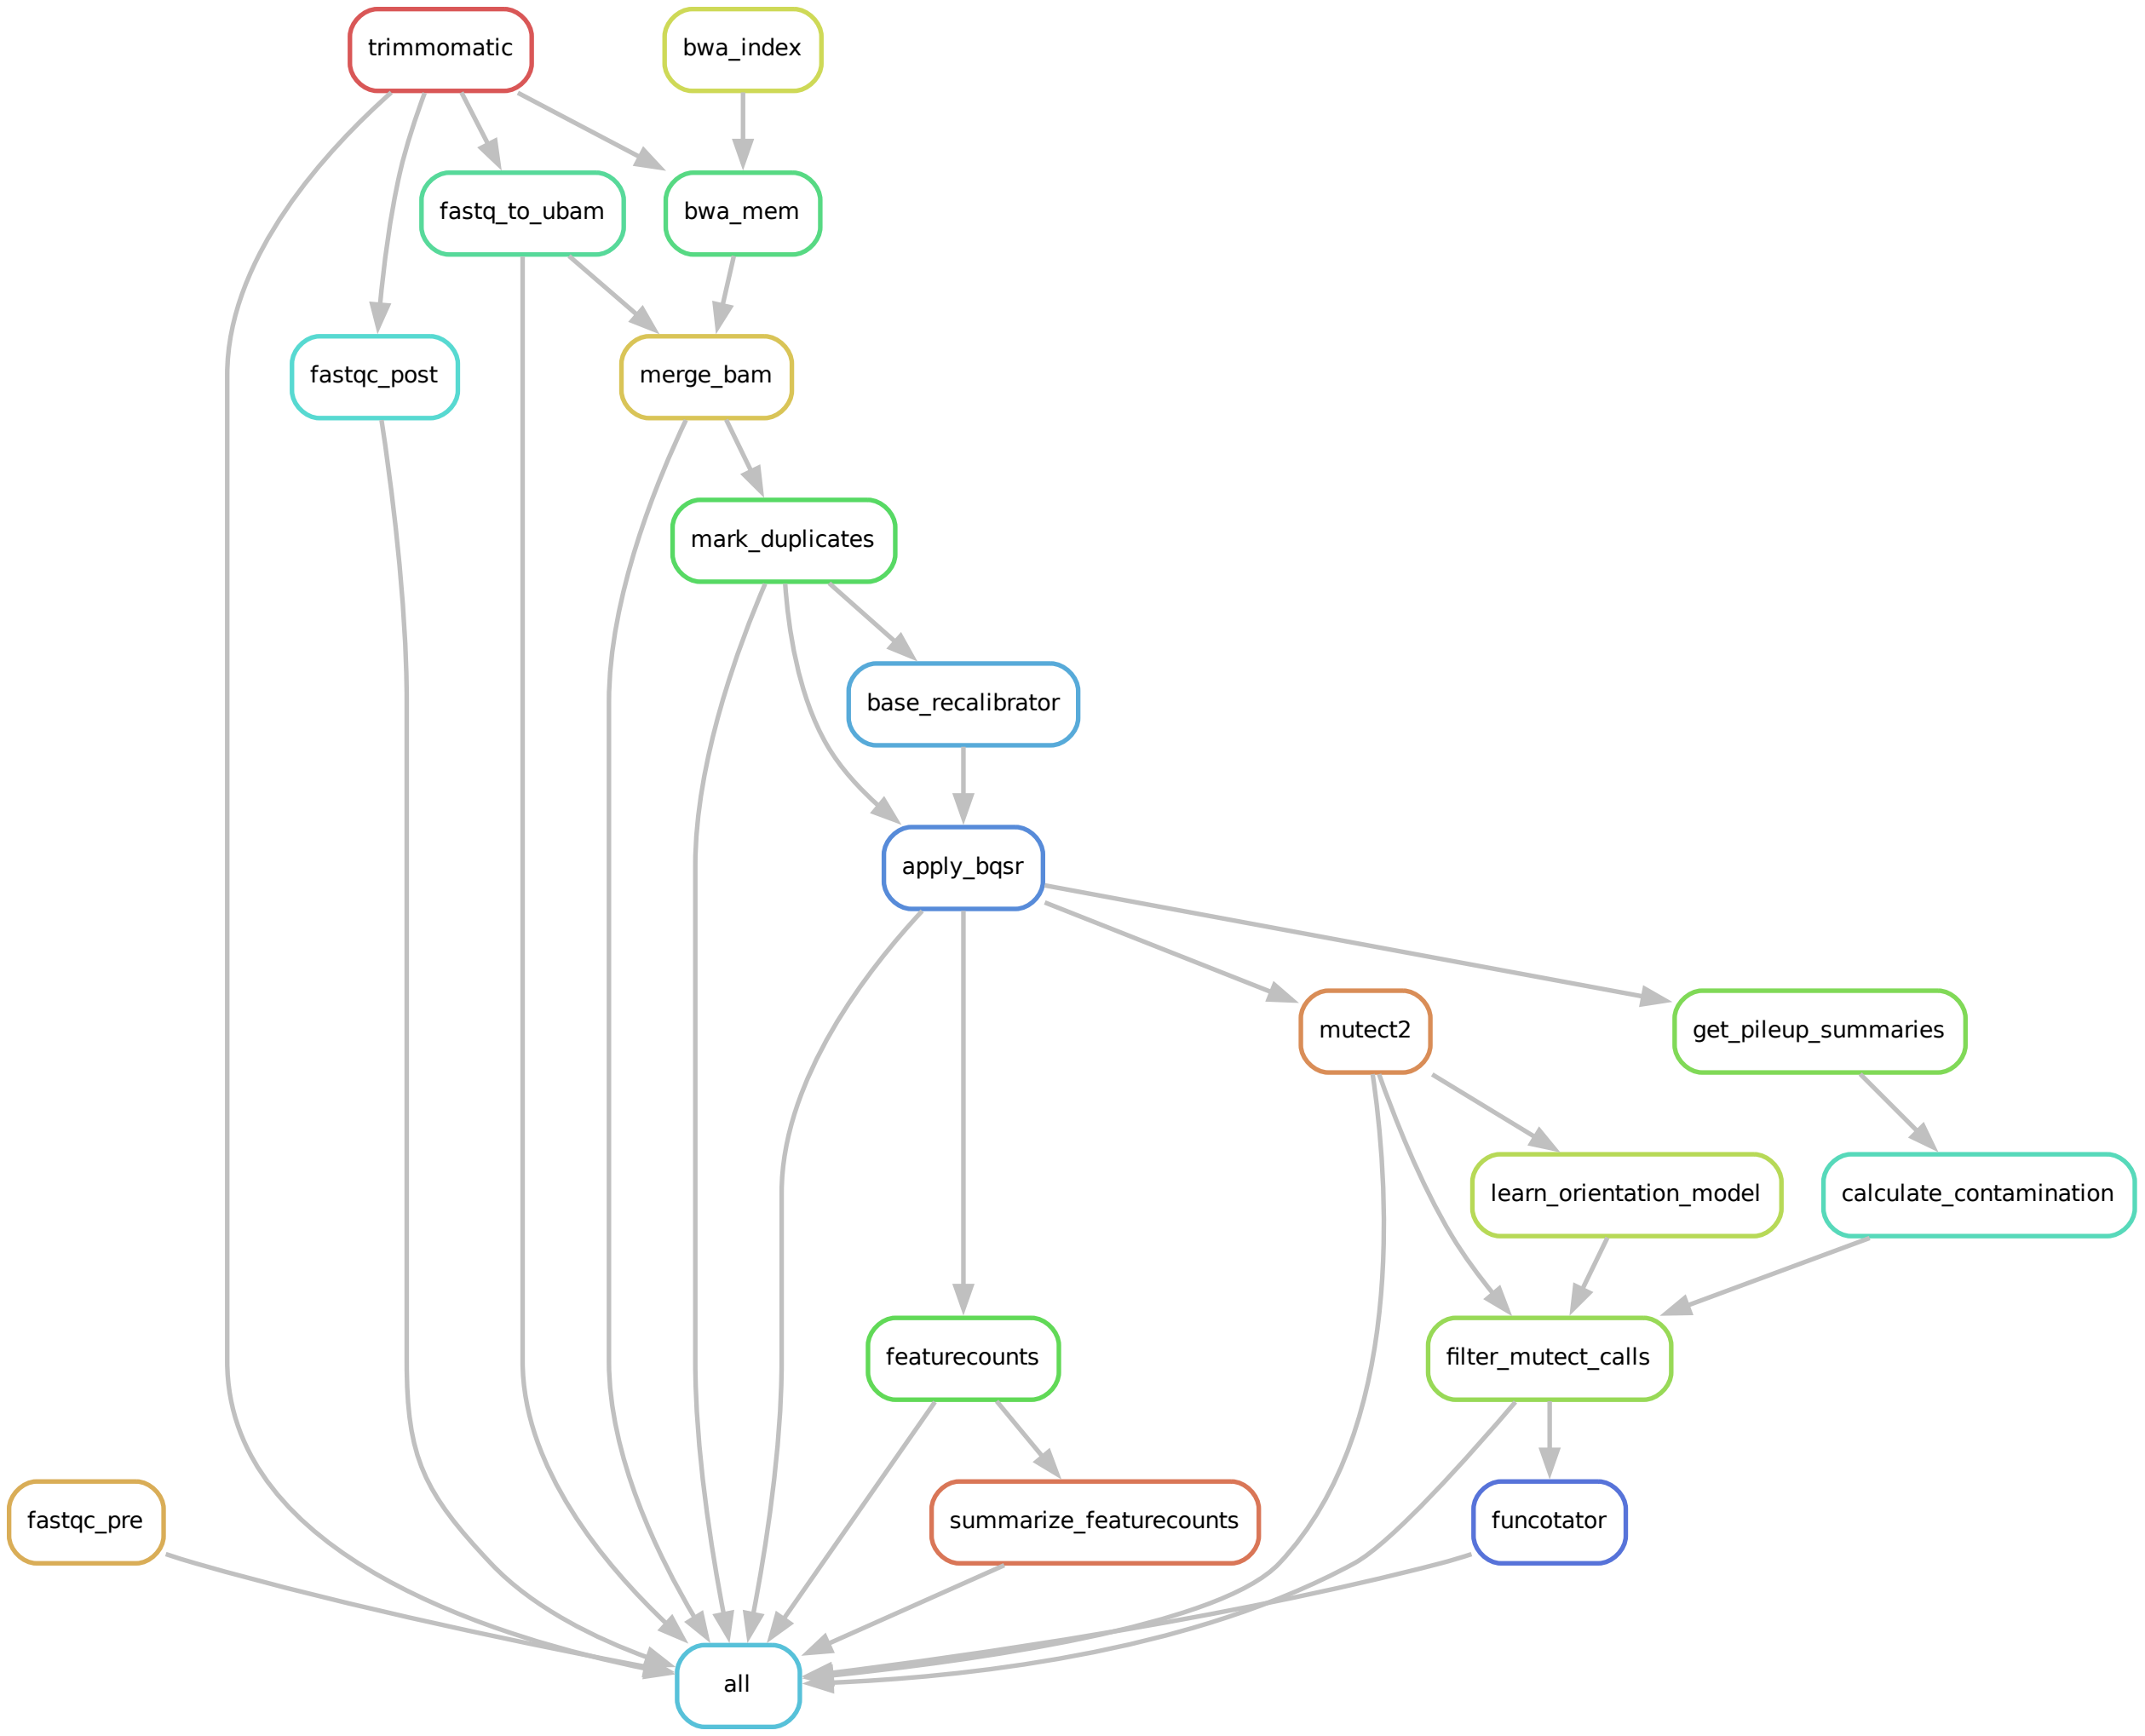 trimmomatic
bwa_index
fastq_to_ubam
bwa_mem
fastqc_post
merge_bam
mark_duplicates
base_recalibrator
apply_bqsr
mutect2
get_pileup_summaries
learn_orientation_model
calculate_contamination
featurecounts
filter_mutect_calls
fastqc_pre
summarize_featurecounts
funcotator
all